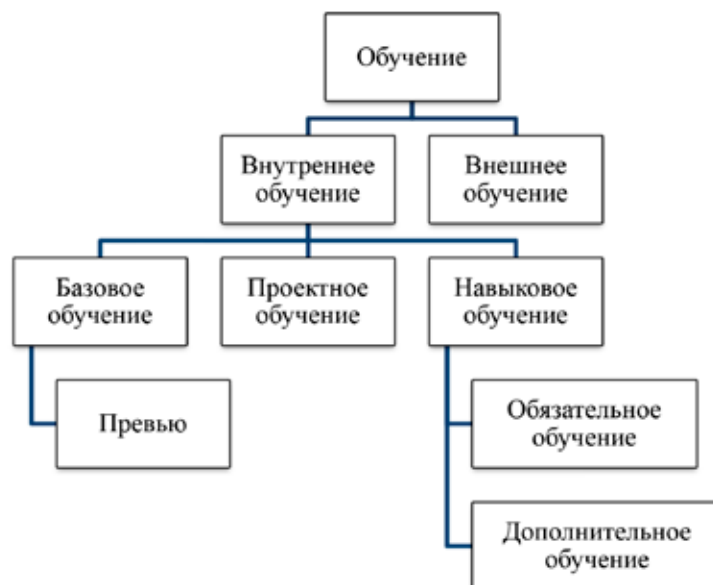 Обучение
Внутреннее
обучение
Внешнее
обучение
Базовое
обучение
Проектное
обучение
Навыковое
обучение
Превью
Обязательное
обучение
Дополнительное
обучение